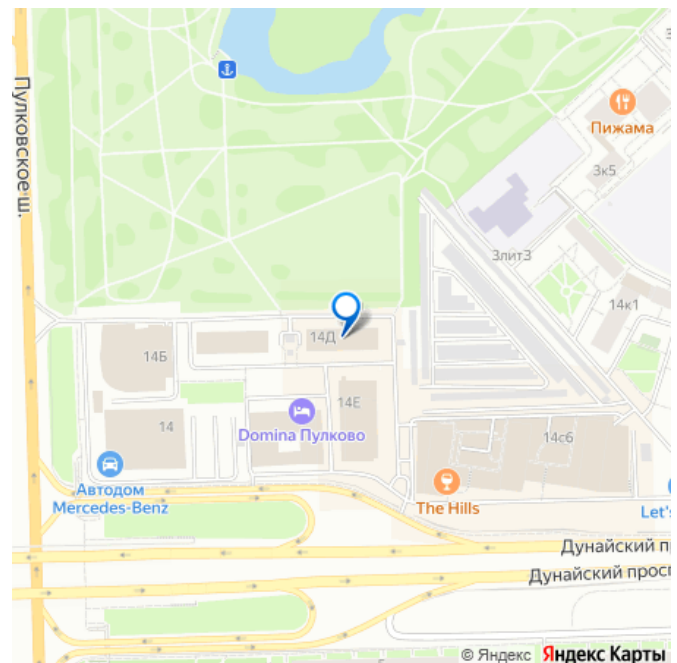 Пулковское ш.
Пижама
3к5
3литЗ
14к1
14Д
14Б
14Е
14
Domina Пулково
14с6
Автодом
Mercedes-Benz
The Hills
Let's
Дунайский п
Дунайский просп
© Яндекс Яндекс Карты